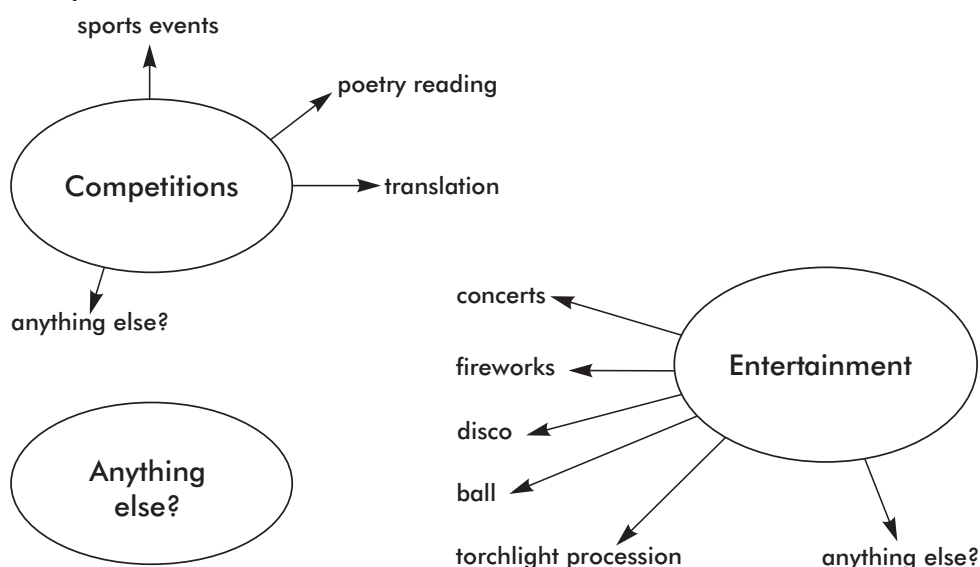 sports events
poetry reading
Competitions
translation
anything else?
concerts
fireworks
Entertainment
disco
ball
torchlight procession
anything else?
Anything
else?